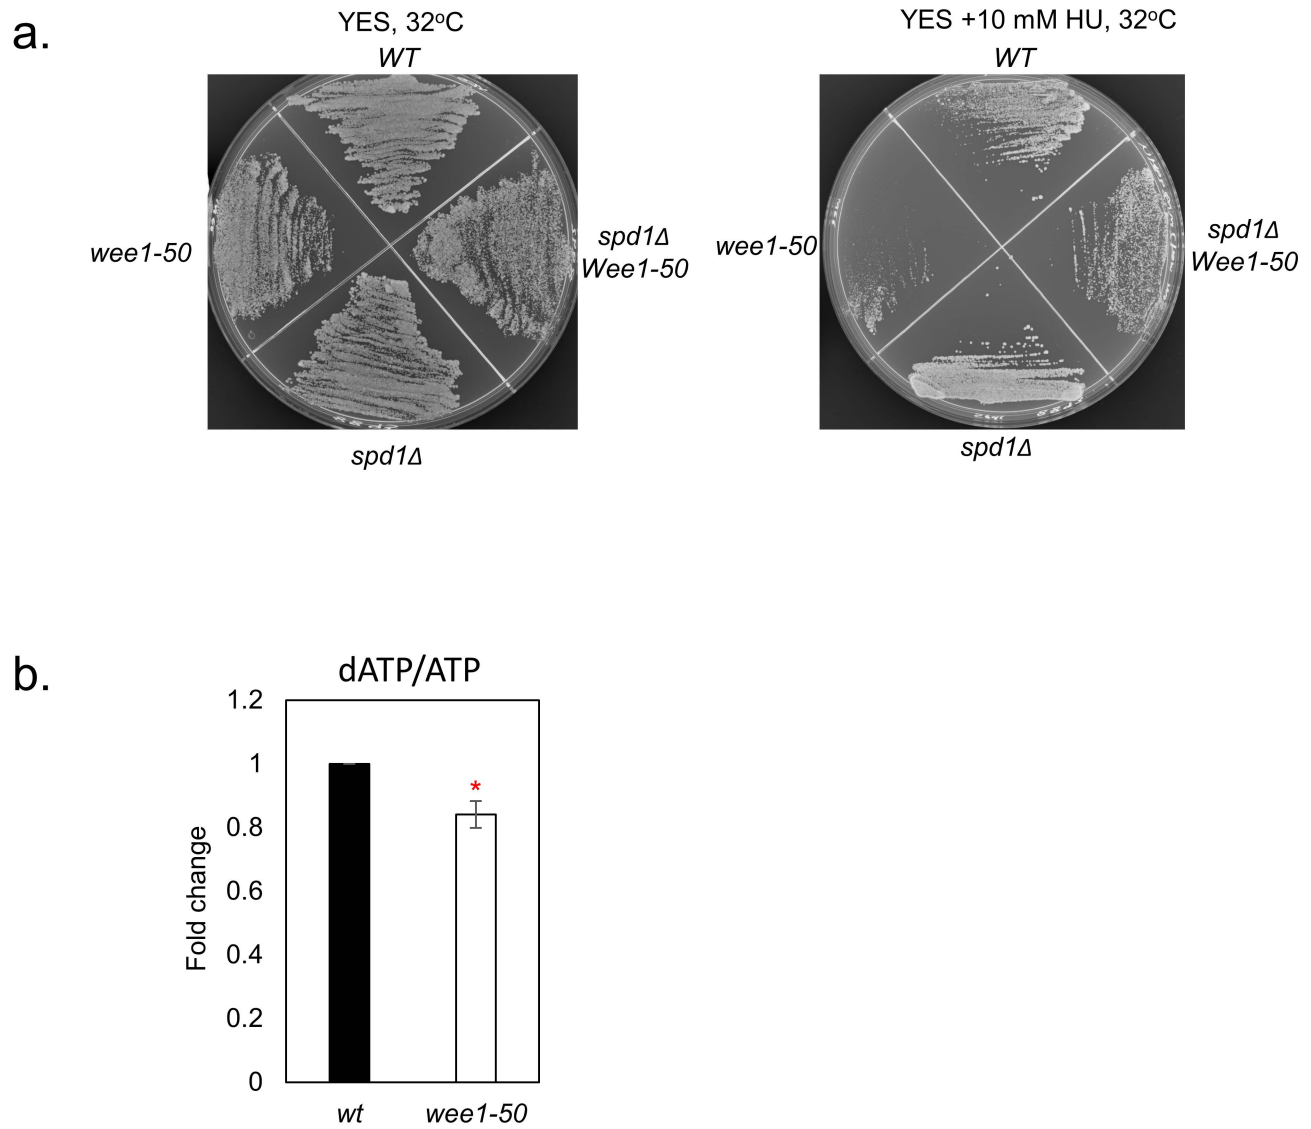 a.
YES, 32°C
WT
wee1-50
spd1Δ
Wee1-50
spd1Δ
YES +10 mM HU, 32°C
WT
wee1-50
spd1Δ
Wee1-50
spd1Δ
b.
dATP/ATP
Fold change
1.2
1
0.8
0.6
0.4
0.2
0
*
wt
wee1-50